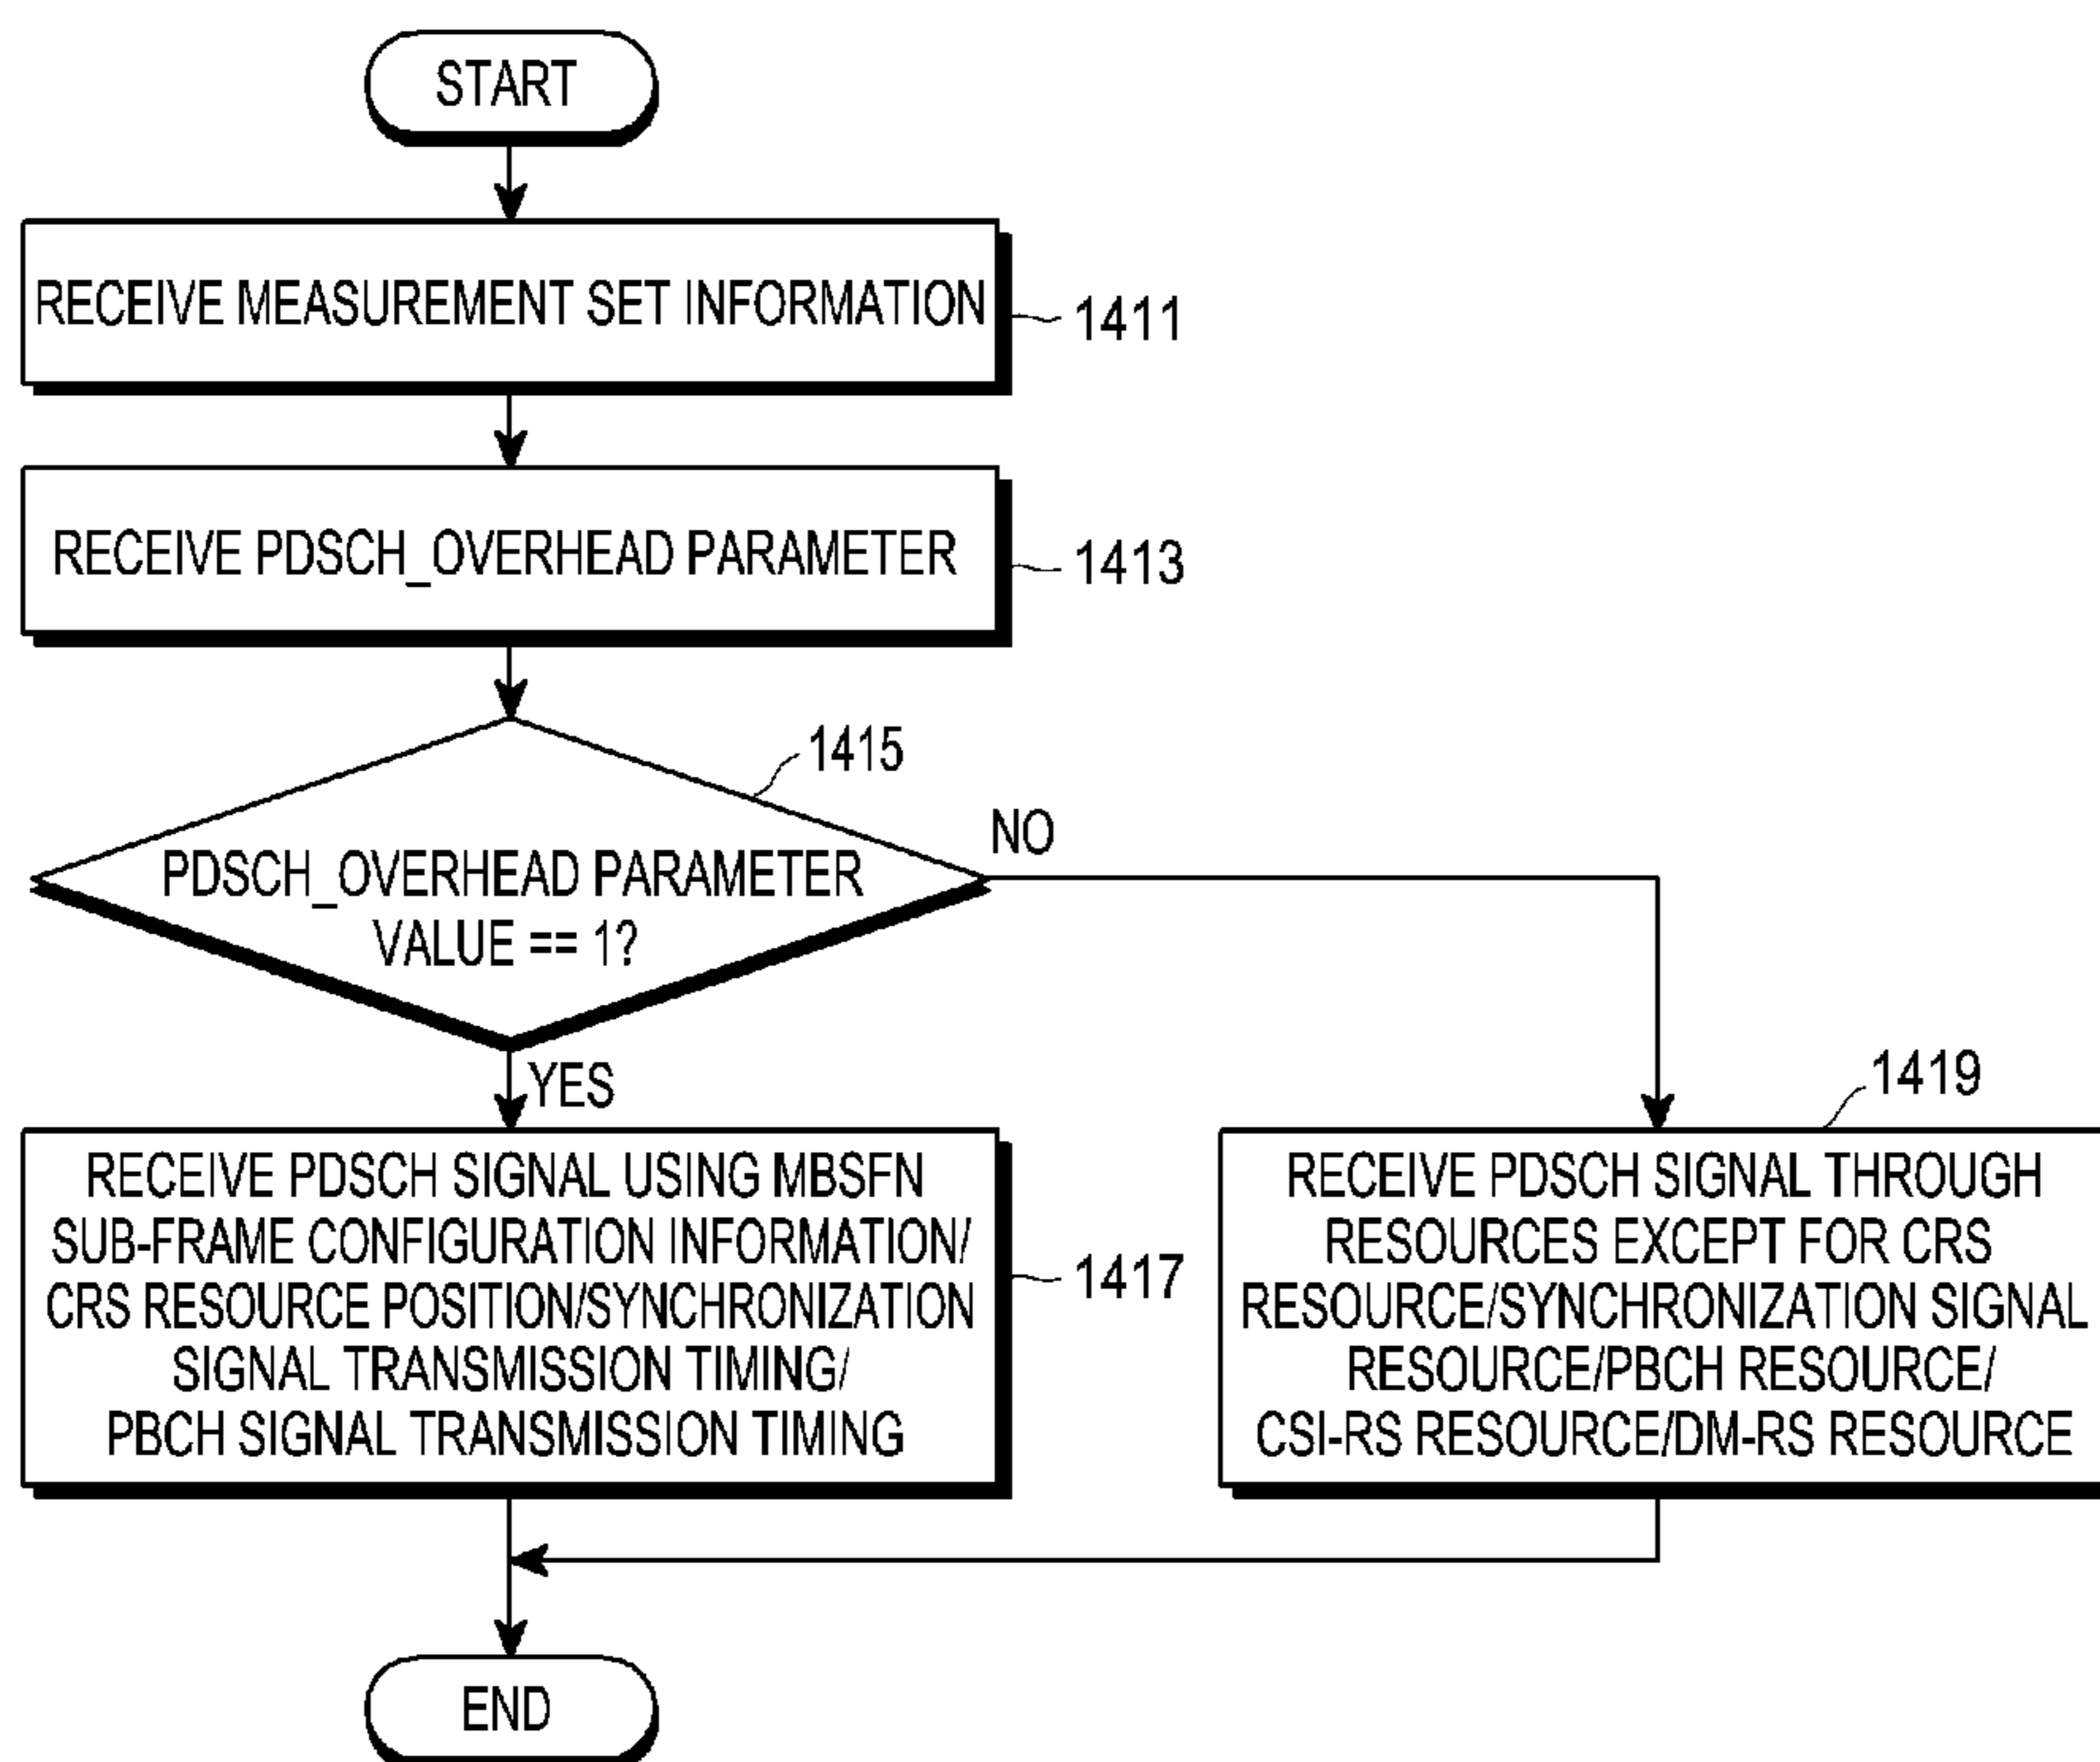 START
RECEIVE MEASUREMENT SET INFORMATION
1411
RECEIVE PDSCH_OVERHEAD PARAMETER
1413
1415
PDSCH_OVERHEAD PARAMETER
VALUE == 1?
NO
YES
RECEIVE PDSCH SIGNAL USING MBSFN
SUB-FRAME CONFIGURATION INFORMATION/
CRS RESOURCE POSITION/SYNCHRONIZATION
SIGNAL TRANSMISSION TIMING/
PBCH SIGNAL TRANSMISSION TIMING
1417
1419
RECEIVE PDSCH SIGNAL THROUGH
RESOURCES EXCEPT FOR CRS
RESOURCE/SYNCHRONIZATION SIGNAL
RESOURCE/PBCH RESOURCE/
CSI-RS RESOURCE/DM-RS RESOURCE
END